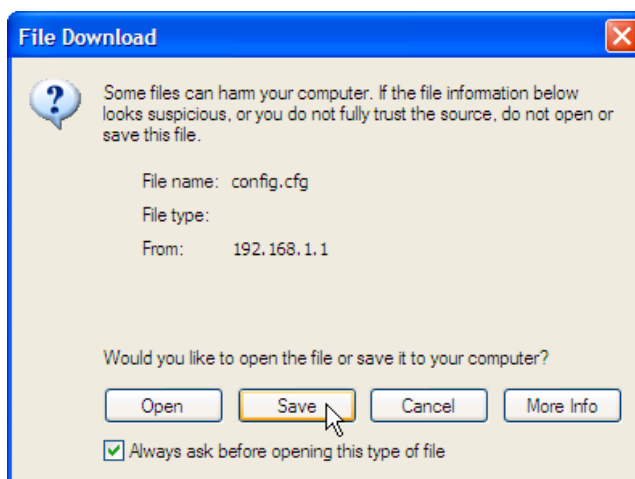 File Download
Some files can harm your computer. If the file information below
looks suspicious, or you do not fully trust the source, do not open or
save this file.
File name: config.cfg
File type:
From: 192.168.1.1
Would you like to open the file or save it to your computer?
Open Save Cancel More Info
Always ask before opening this type of file